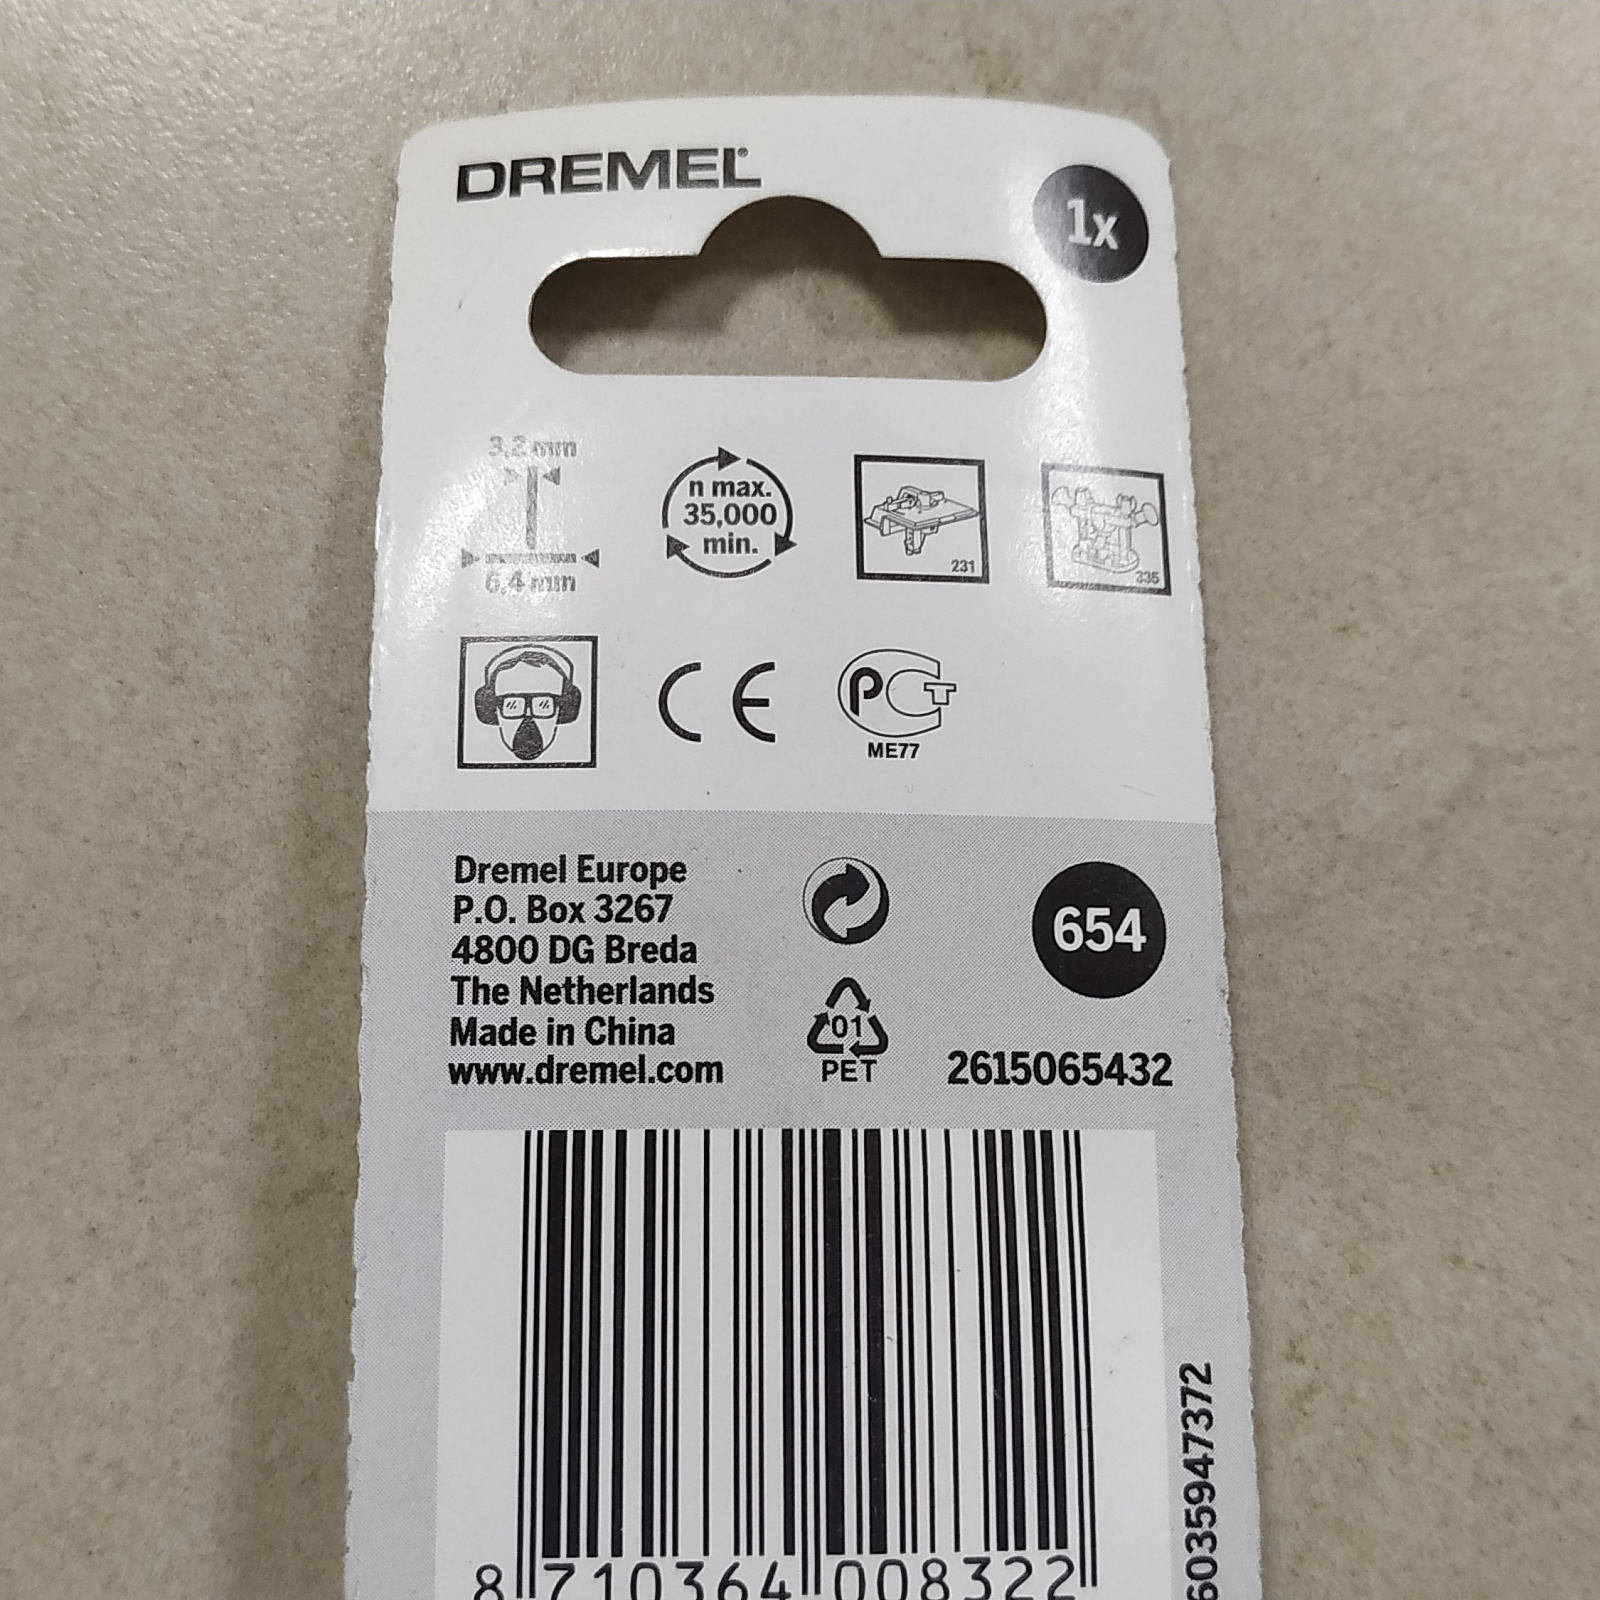 DREMEL®
1x
3,2 mm
6,4 mm
n max.
35,000
min.
231
335
CE
PCT
ME77
Dremel Europe
P.O. Box 3267
4800 DG Breda
The Netherlands
Made in China
www.dremel.com
01
PET
654
2615065432
8 710364 008322
6035947372